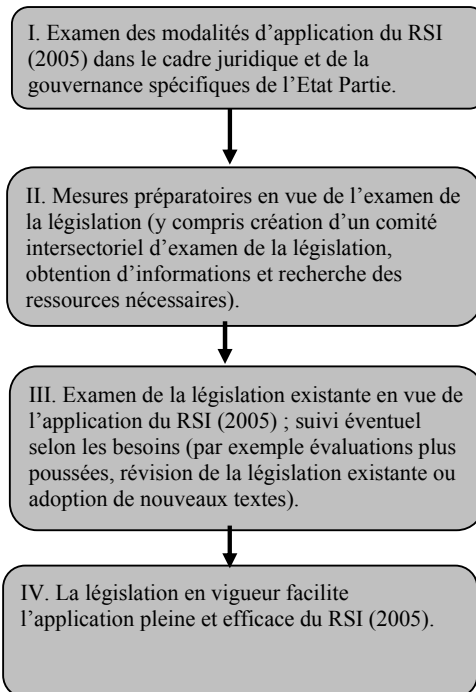 I. Examen des modalités d’application du RSI
(2005) dans le cadre juridique et de la
gouvernance spécifiques de l’Etat Partie.
II. Mesures préparatoires en vue de l’examen de
la législation (y compris création d’un comité
intersectoriel d’examen de la législation,
obtention d’informations et recherche des
ressources nécessaires).
III. Examen de la législation existante en vue de
l’application du RSI (2005) ; suivi éventuel
selon les besoins (par exemple évaluations plus
poussées, révision de la législation existante ou
adoption de nouveaux textes).
IV. La législation en vigueur facilite
l’application pleine et efficace du RSI (2005).